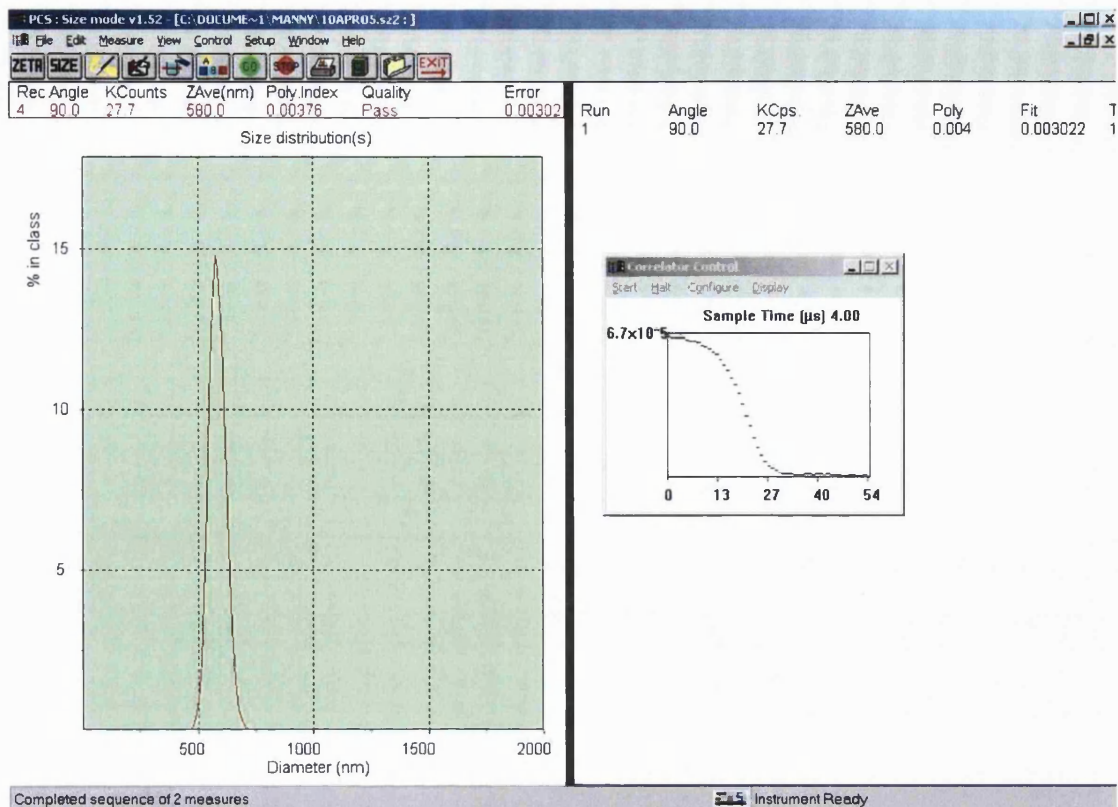 PCS : Size mode v1.52 - [C:\DOCUME~1\MANNY\10APR05.sz2 : ]
File Edit Measure View Control Setup Window Help
ZETA SIZE GO STOP EXIT
Rec Angle KCounts ZAve(nm) Poly.Index Quality Error
4 90.0 27.7 580.0 0.00376 Pass 0.00302
Size distribution(s)
% in class
15
10
5
500 1000 1500 2000
Diameter (nm)
Run Angle KCps. ZAve Poly Fit T
1 90.0 27.7 580.0 0.004 0.003022 1
Correlator Control
Start Halt Configure Display
Sample Time (µs) 4.00
6.7x10⁻⁵
0 13 27 40 54
Completed sequence of 2 measures
Instrument Ready